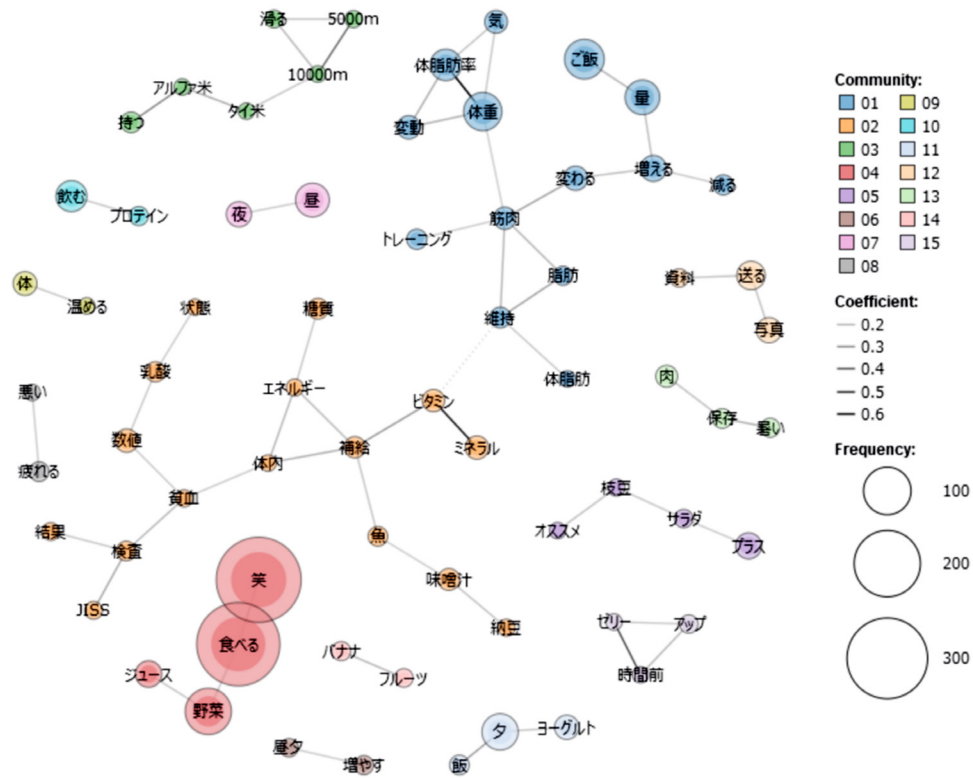 滑る
5000m
10000m
アルファ米
タイ米
持つ
気
体脂肪率
体重
変動
ご飯
量
増える
減る
変わる
筋肉
トレーニング
脂肪
維持
体脂肪
飲む
プロテイン
夜
昼
体
温める
状態
糖質
乳酸
エネルギー
ビタミン
ミネラル
数値
体内
補給
貧血
悪い
疲れる
結果
検査
JISS
魚
味噌汁
納豆
資料
送る
写真
肉
保存
暑い
枝豆
オススメ
サラダ
プラス
笑
食べる
ジュース
野菜
バナナ
フルーツ
ゼリー
アップ
時間前
昼夕
増やす
夕
ヨーグルト
飯
Community:
01 09
02 10
03 11
04 12
05 13
06 14
07 15
08
Coefficient:
0.2
0.3
0.4
0.5
0.6
Frequency:
100
200
300